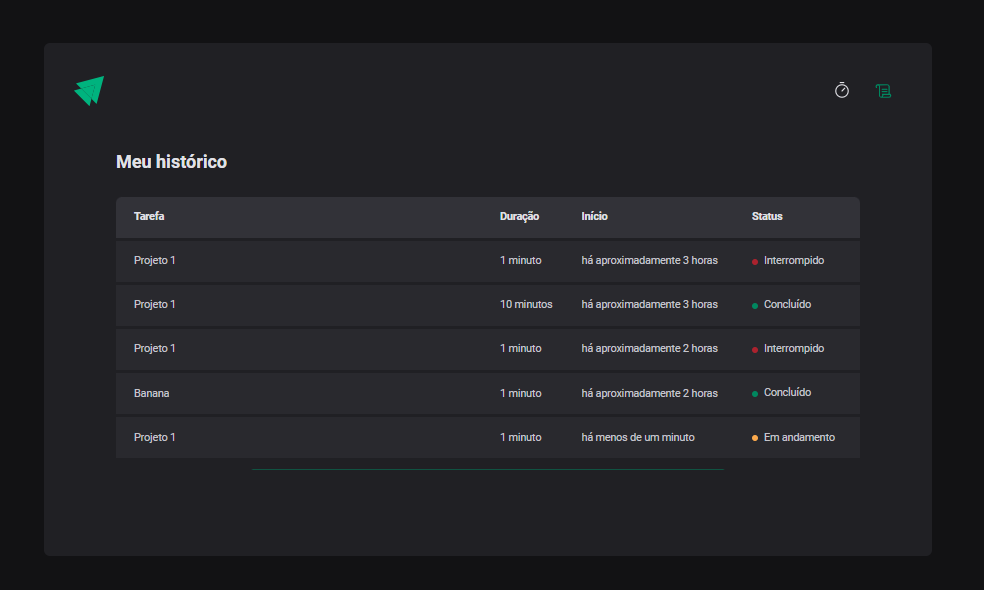 Meu histórico
Tarefa Duração Início Status
Projeto 1 1 minuto há aproximadamente 3 horas Interrompido
Projeto 1 10 minutos há aproximadamente 3 horas Concluído
Projeto 1 1 minuto há aproximadamente 2 horas Interrompido
Banana 1 minuto há aproximadamente 2 horas Concluído
Projeto 1 1 minuto há menos de um minuto Em andamento